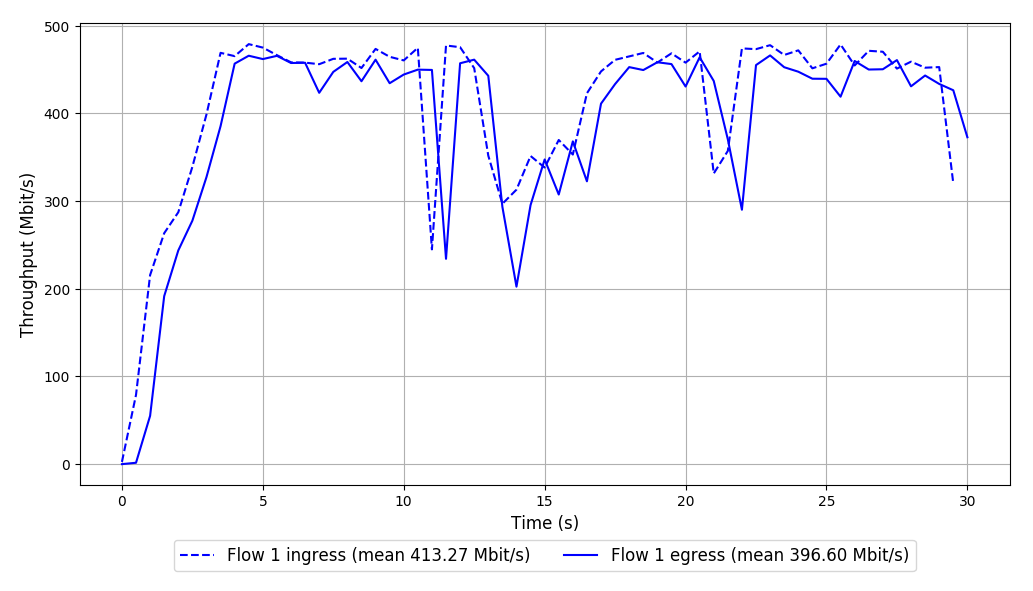 500
400
300
200
100
0
Throughput (Mbit/s)
0 5 10 15 20 25 30
Time (s)
Flow 1 ingress (mean 413.27 Mbit/s) Flow 1 egress (mean 396.60 Mbit/s)